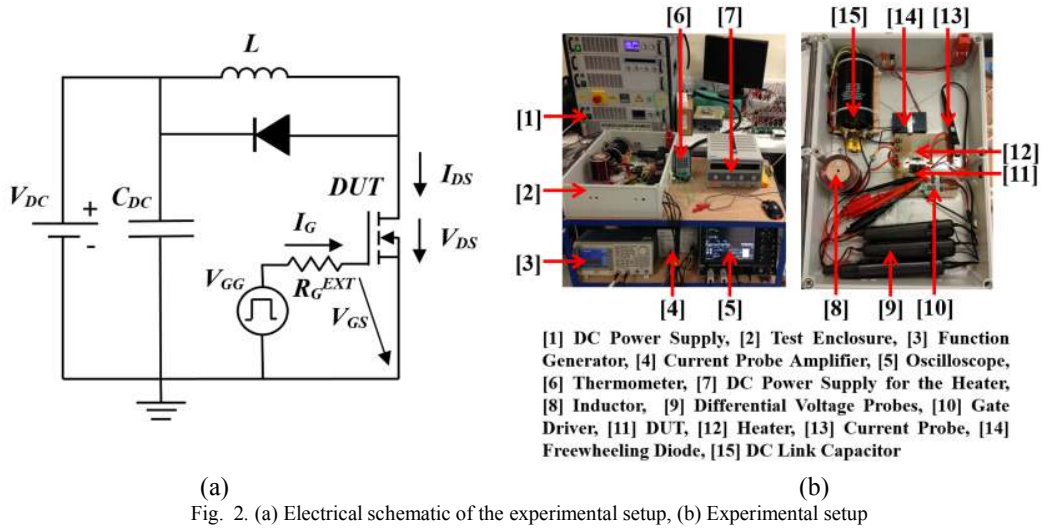 L
V_DC
+
-
C_DC
DUT
I_DS
V_DS
I_G
V_GG
R_G^EXT
V_GS
[6] [7] [15] [14] [13]
[1]
[2]
[3]
[12]
[11]
[4] [5] [8] [9] [10]
[1] DC Power Supply, [2] Test Enclosure, [3] Function
Generator, [4] Current Probe Amplifier, [5] Oscilloscope,
[6] Thermometer, [7] DC Power Supply for the Heater,
[8] Inductor, [9] Differential Voltage Probes, [10] Gate
Driver, [11] DUT, [12] Heater, [13] Current Probe, [14]
Freewheeling Diode, [15] DC Link Capacitor
(a) (b)
Fig. 2. (a) Electrical schematic of the experimental setup, (b) Experimental setup